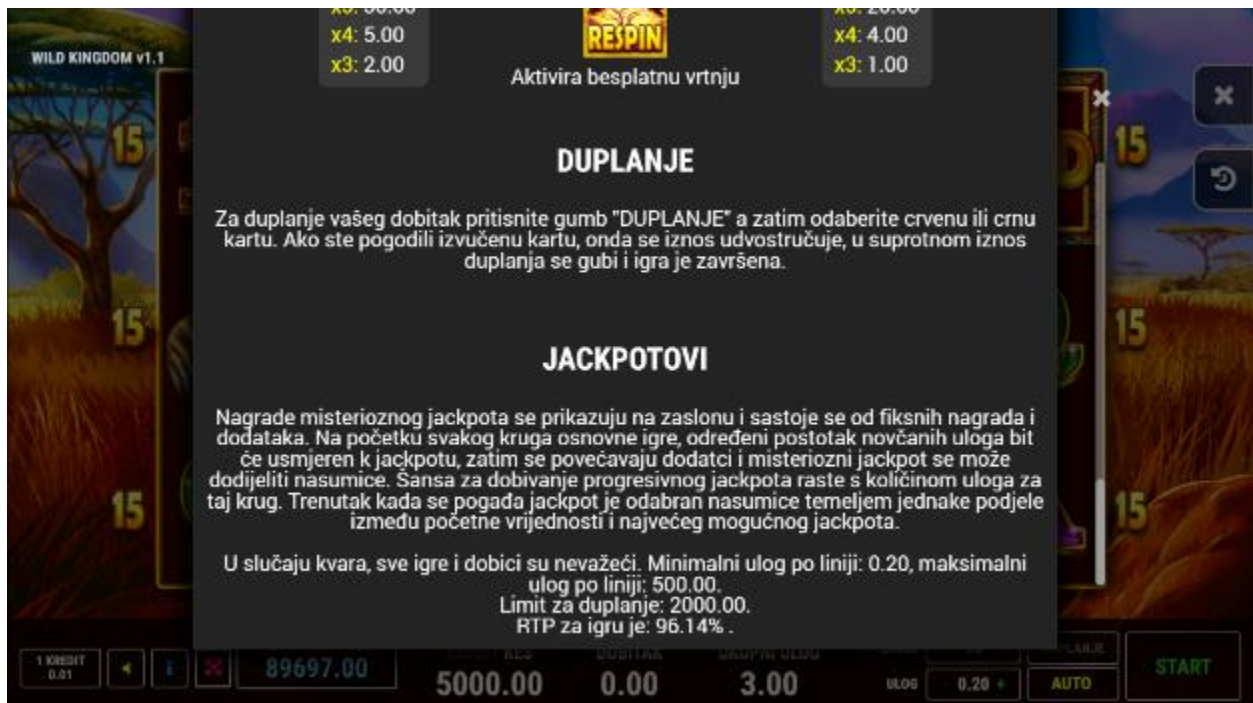 x4: 5.00
x3: 2.00
RESPIN
Aktivira besplatnu vrtnju
x4: 4.00
x3: 1.00
WILD KINGDOM v1.1
15
15
DUPLANJE
Za duplanje vašeg dobitak pritisnite gumb "DUPLANJE" a zatim odaberite crvenu ili crnu
kartu. Ako ste pogodili izvučenu kartu, onda se iznos udvostručuje, u suprotnom iznos
duplanja se gubi i igra je završena.
15
15
JACKPOTOVI
Nagrade misterioznog jackpota se prikazuju na zaslonu i sastoje se od fiksnih nagrada i
dodataka. Na početku svakog kruga osnovne igre, određeni postotak novčanih uloga bit
će usmjeren k jackpotu, zatim se povećavaju dodatci i misteriozni jackpot se može
dodijeliti nasumice. Šansa za dobivanje progresivnog jackpota raste s količinom uloga za
taj krug. Trenutak kada se pogađa jackpot je odabran nasumice temeljem jednake podjele
između početne vrijednosti i najvećeg mogućnog jackpota.
15
15
U slučaju kvara, sve igre i dobici su nevažeći. Minimalni ulog po liniji: 0.20, maksimalni
ulog po liniji: 500.00.
Limit za duplanje: 2000.00.
RTP za igru je: 96.14% .
1 KREDIT
0.01
89697.00
5000.00
DOBITAK
0.00
UKUPNI ULOG
3.00
ULOG
0.20 +
AUTO
START